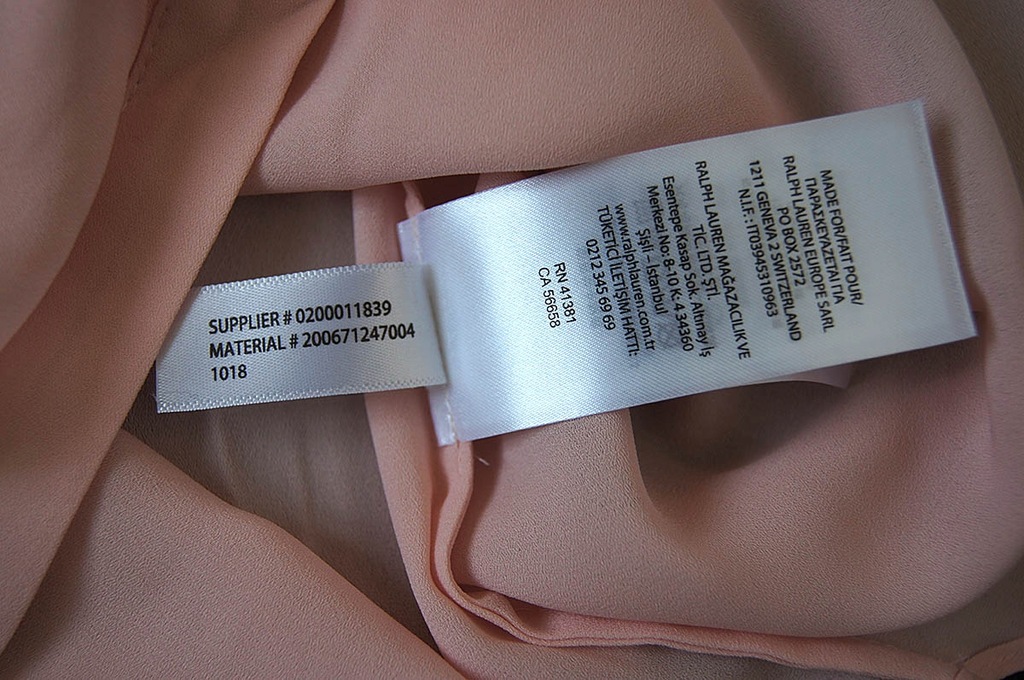 SUPPLIER # 0200011839
MATERIAL # 200671247004
1018
MADE FOR/FAIT POUR/
ΠΑΡΑΣΚΕΥΑΖΕΤΑΙ ΓΙΑ
RALPH LAUREN EUROPE SARL
PO BOX 2572
1211 GENEVA 2 SWITZERLAND
N.I.F. : IT03945310963
RALPH LAUREN MAĞAZACILIK VE
TİC. LTD. ŞTİ.
Esentepe Kasap Sok. Altınay İş
Merkezi No. 8-10 K: 4 34360
Şişli – İstanbul
www.ralphlauren.com.tr
TÜKETİCİ İLETİŞİM HATTI:
0212 345 69 69
RN 41381
CA 56658